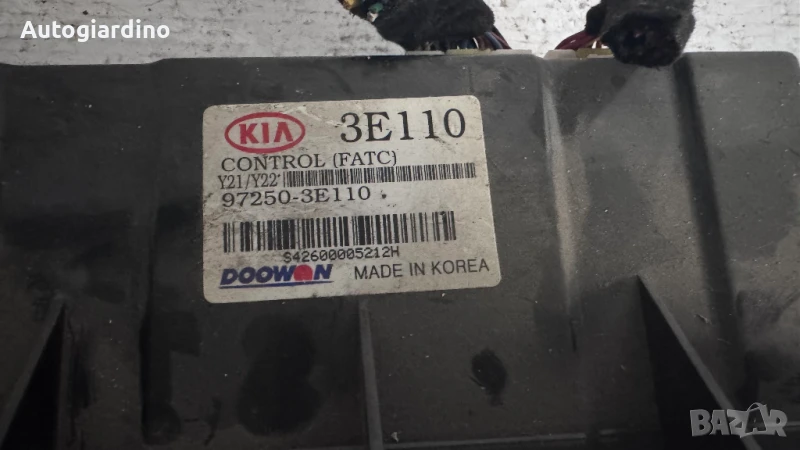 Autogiardino
KIA 3E110
CONTROL (FATC)
Y21/Y22
97250-3E110
S42600005212H
DOOWON MADE IN KOREA
BAZAR